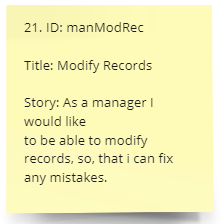 21. ID: manModRec
Title: Modify Records
Story: As a manager I
would like
to be able to modify
records, so, that i can fix
any mistakes.